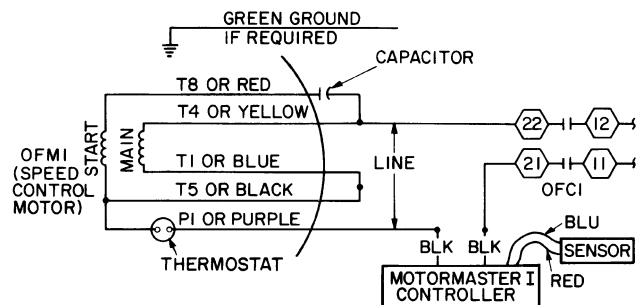 GREEN GROUND
IF REQUIRED
CAPACITOR
T8 OR RED
T4 OR YELLOW
22
12
START
MAIN
OFM1
(SPEED
CONTROL
MOTOR)
T1 OR BLUE
LINE
21
11
OFC1
T5 OR BLACK
P1 OR PURPLE
BLU
THERMOSTAT
BLK
BLK
SENSOR
RED
MOTORMASTER I
CONTROLLER